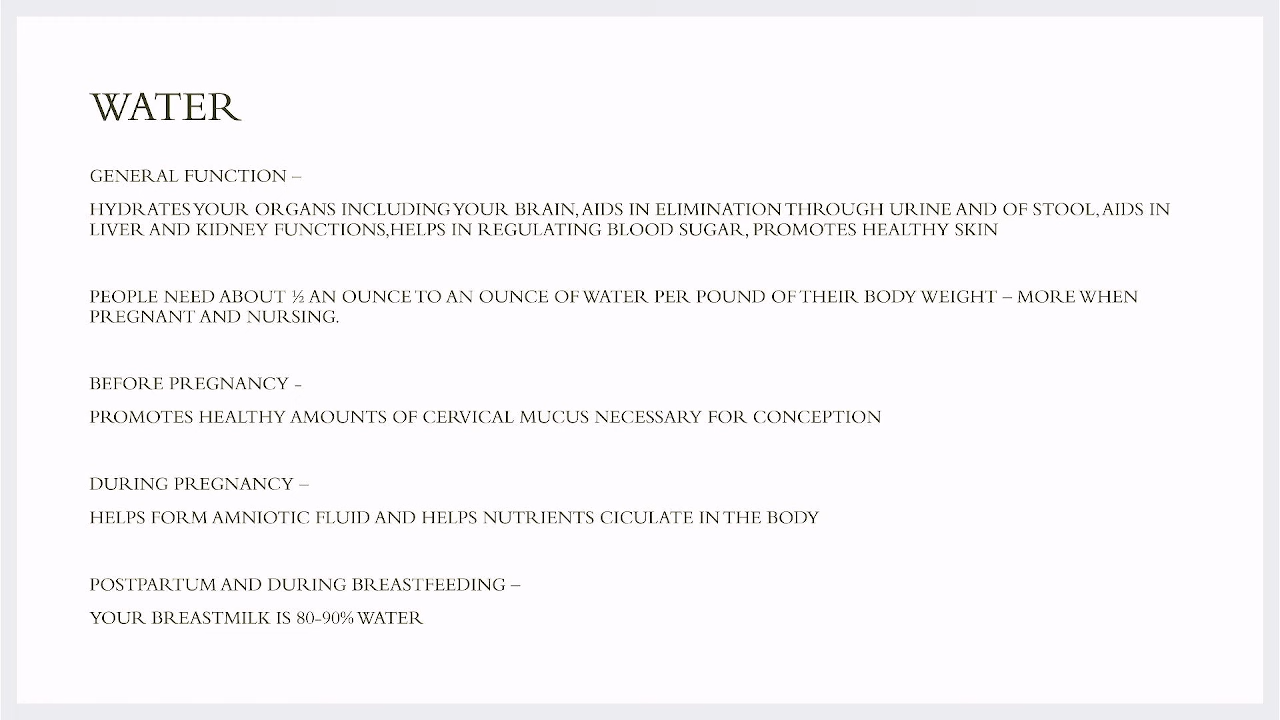 WATER
GENERAL FUNCTION –
HYDRATES YOUR ORGANS INCLUDING YOUR BRAIN, AIDS IN ELIMINATION THROUGH URINE AND OF STOOL, AIDS IN
LIVER AND KIDNEY FUNCTIONS,HELPS IN REGULATING BLOOD SUGAR, PROMOTES HEALTHY SKIN
PEOPLE NEED ABOUT ½ AN OUNCE TO AN OUNCE OF WATER PER POUND OF THEIR BODY WEIGHT – MORE WHEN
PREGNANT AND NURSING.
BEFORE PREGNANCY -
PROMOTES HEALTHY AMOUNTS OF CERVICAL MUCUS NECESSARY FOR CONCEPTION
DURING PREGNANCY –
HELPS FORM AMNIOTIC FLUID AND HELPS NUTRIENTS CICULATE IN THE BODY
POSTPARTUM AND DURING BREASTFEEDING –
YOUR BREASTMILK IS 80-90% WATER